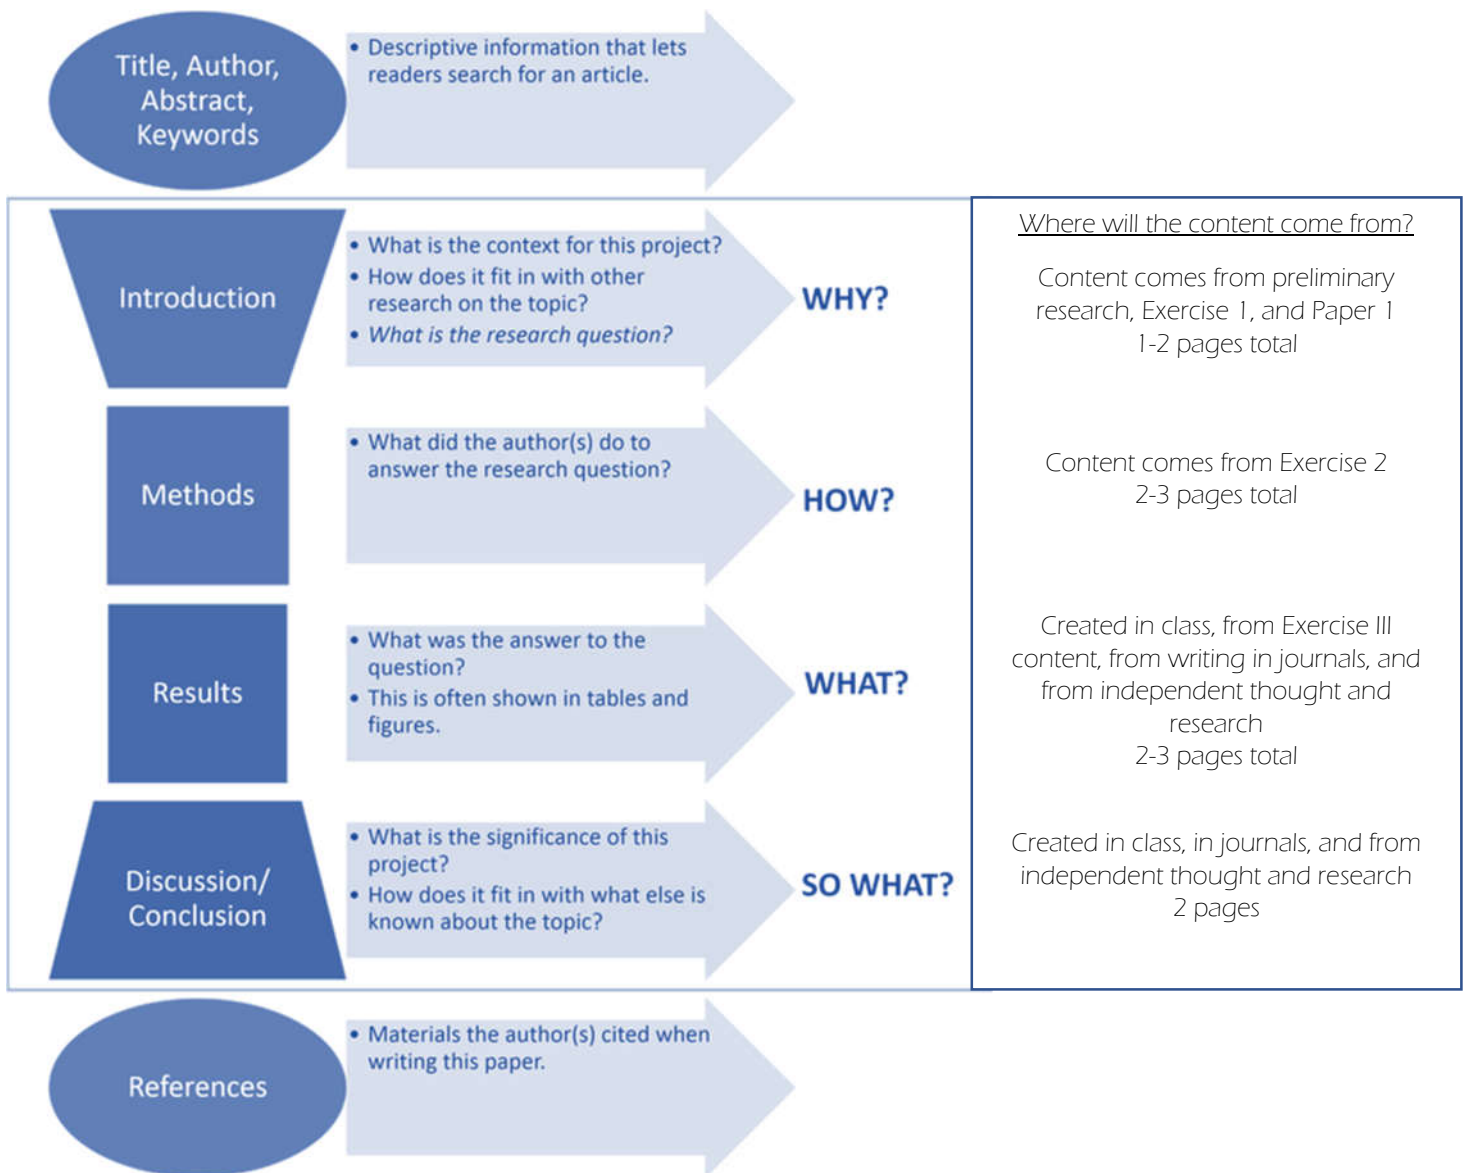 Title, Author,
Abstract,
Keywords
• Descriptive information that lets
readers search for an article.
Introduction
• What is the context for this project?
• How does it fit in with other
research on the topic?
• What is the research question?
WHY?
Where will the content come from?
Content comes from preliminary
research, Exercise 1, and Paper 1
1-2 pages total
Methods
• What did the author(s) do to
answer the research question?
HOW?
Content comes from Exercise 2
2-3 pages total
Results
• What was the answer to the
question?
• This is often shown in tables and
figures.
WHAT?
Created in class, from Exercise III
content, from writing in journals, and
from independent thought and
research
2-3 pages total
Discussion/
Conclusion
• What is the significance of this
project?
• How does it fit in with what else is
known about the topic?
SO WHAT?
Created in class, in journals, and from
independent thought and research
2 pages
References
• Materials the author(s) cited when
writing this paper.